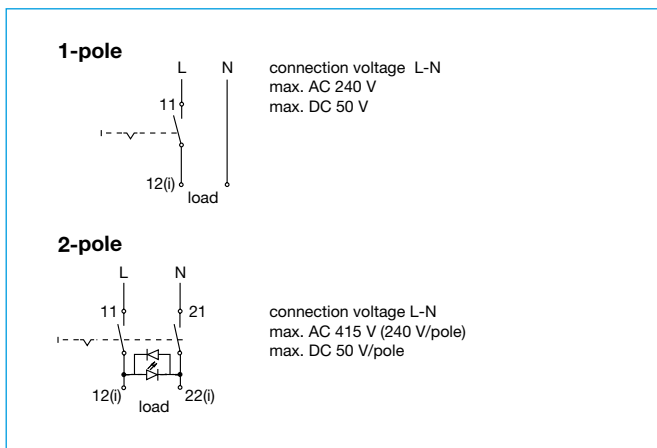 1-pole
L N
connection voltage L-N
max. AC 240 V
max. DC 50 V
11
12(i)
load
2-pole
L N
11 21
connection voltage L-N
max. AC 415 V (240 V/pole)
max. DC 50 V/pole
12(i) 22(i)
load